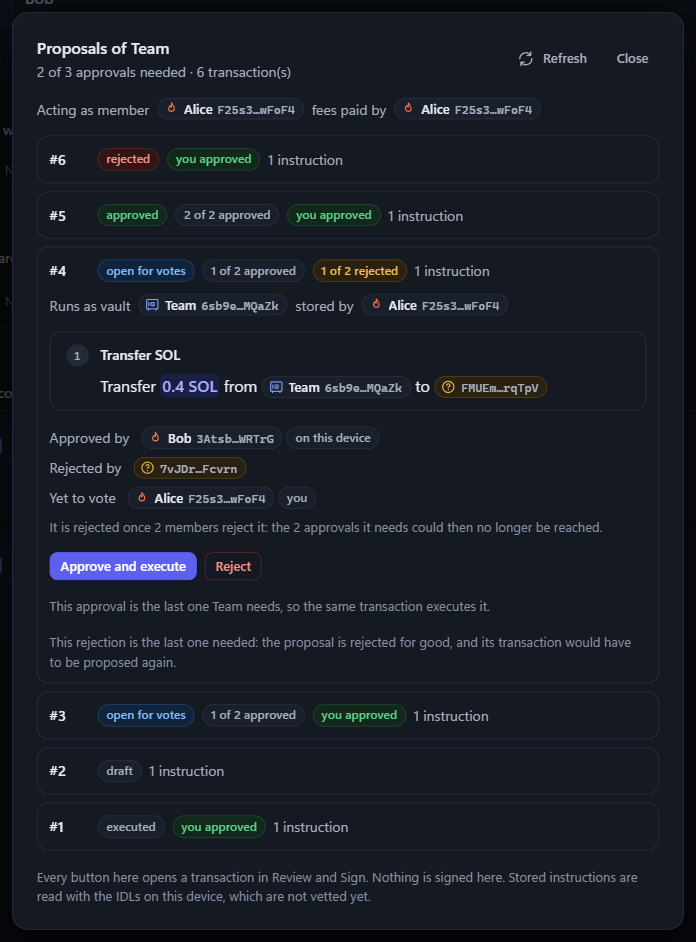 Proposals of Team
2 of 3 approvals needed · 6 transaction(s)
Refresh
Close
Acting as member Alice F25s3…wFoF4 fees paid by Alice F25s3…wFoF4
#6 rejected you approved 1 instruction
#5 approved 2 of 2 approved you approved 1 instruction
#4 open for votes 1 of 2 approved 1 of 2 rejected 1 instruction
Runs as vault Team 6sb9e…MQaZk stored by Alice F25s3…wFoF4
1 Transfer SOL
Transfer 0.4 SOL from Team 6sb9e…MQaZk to FMUEm…rqTpV
Approved by Bob 3Atsb…WRTrG on this device
Rejected by 7vJDr…Fcvrn
Yet to vote Alice F25s3…wFoF4 you
It is rejected once 2 members reject it: the 2 approvals it needs could then no longer be reached.
Approve and execute Reject
This approval is the last one Team needs, so the same transaction executes it.
This rejection is the last one needed: the proposal is rejected for good, and its transaction would have
to be proposed again.
#3 open for votes 1 of 2 approved you approved 1 instruction
#2 draft 1 instruction
#1 executed you approved 1 instruction
Every button here opens a transaction in Review and Sign. Nothing is signed here. Stored instructions are
read with the IDLs on this device, which are not vetted yet.